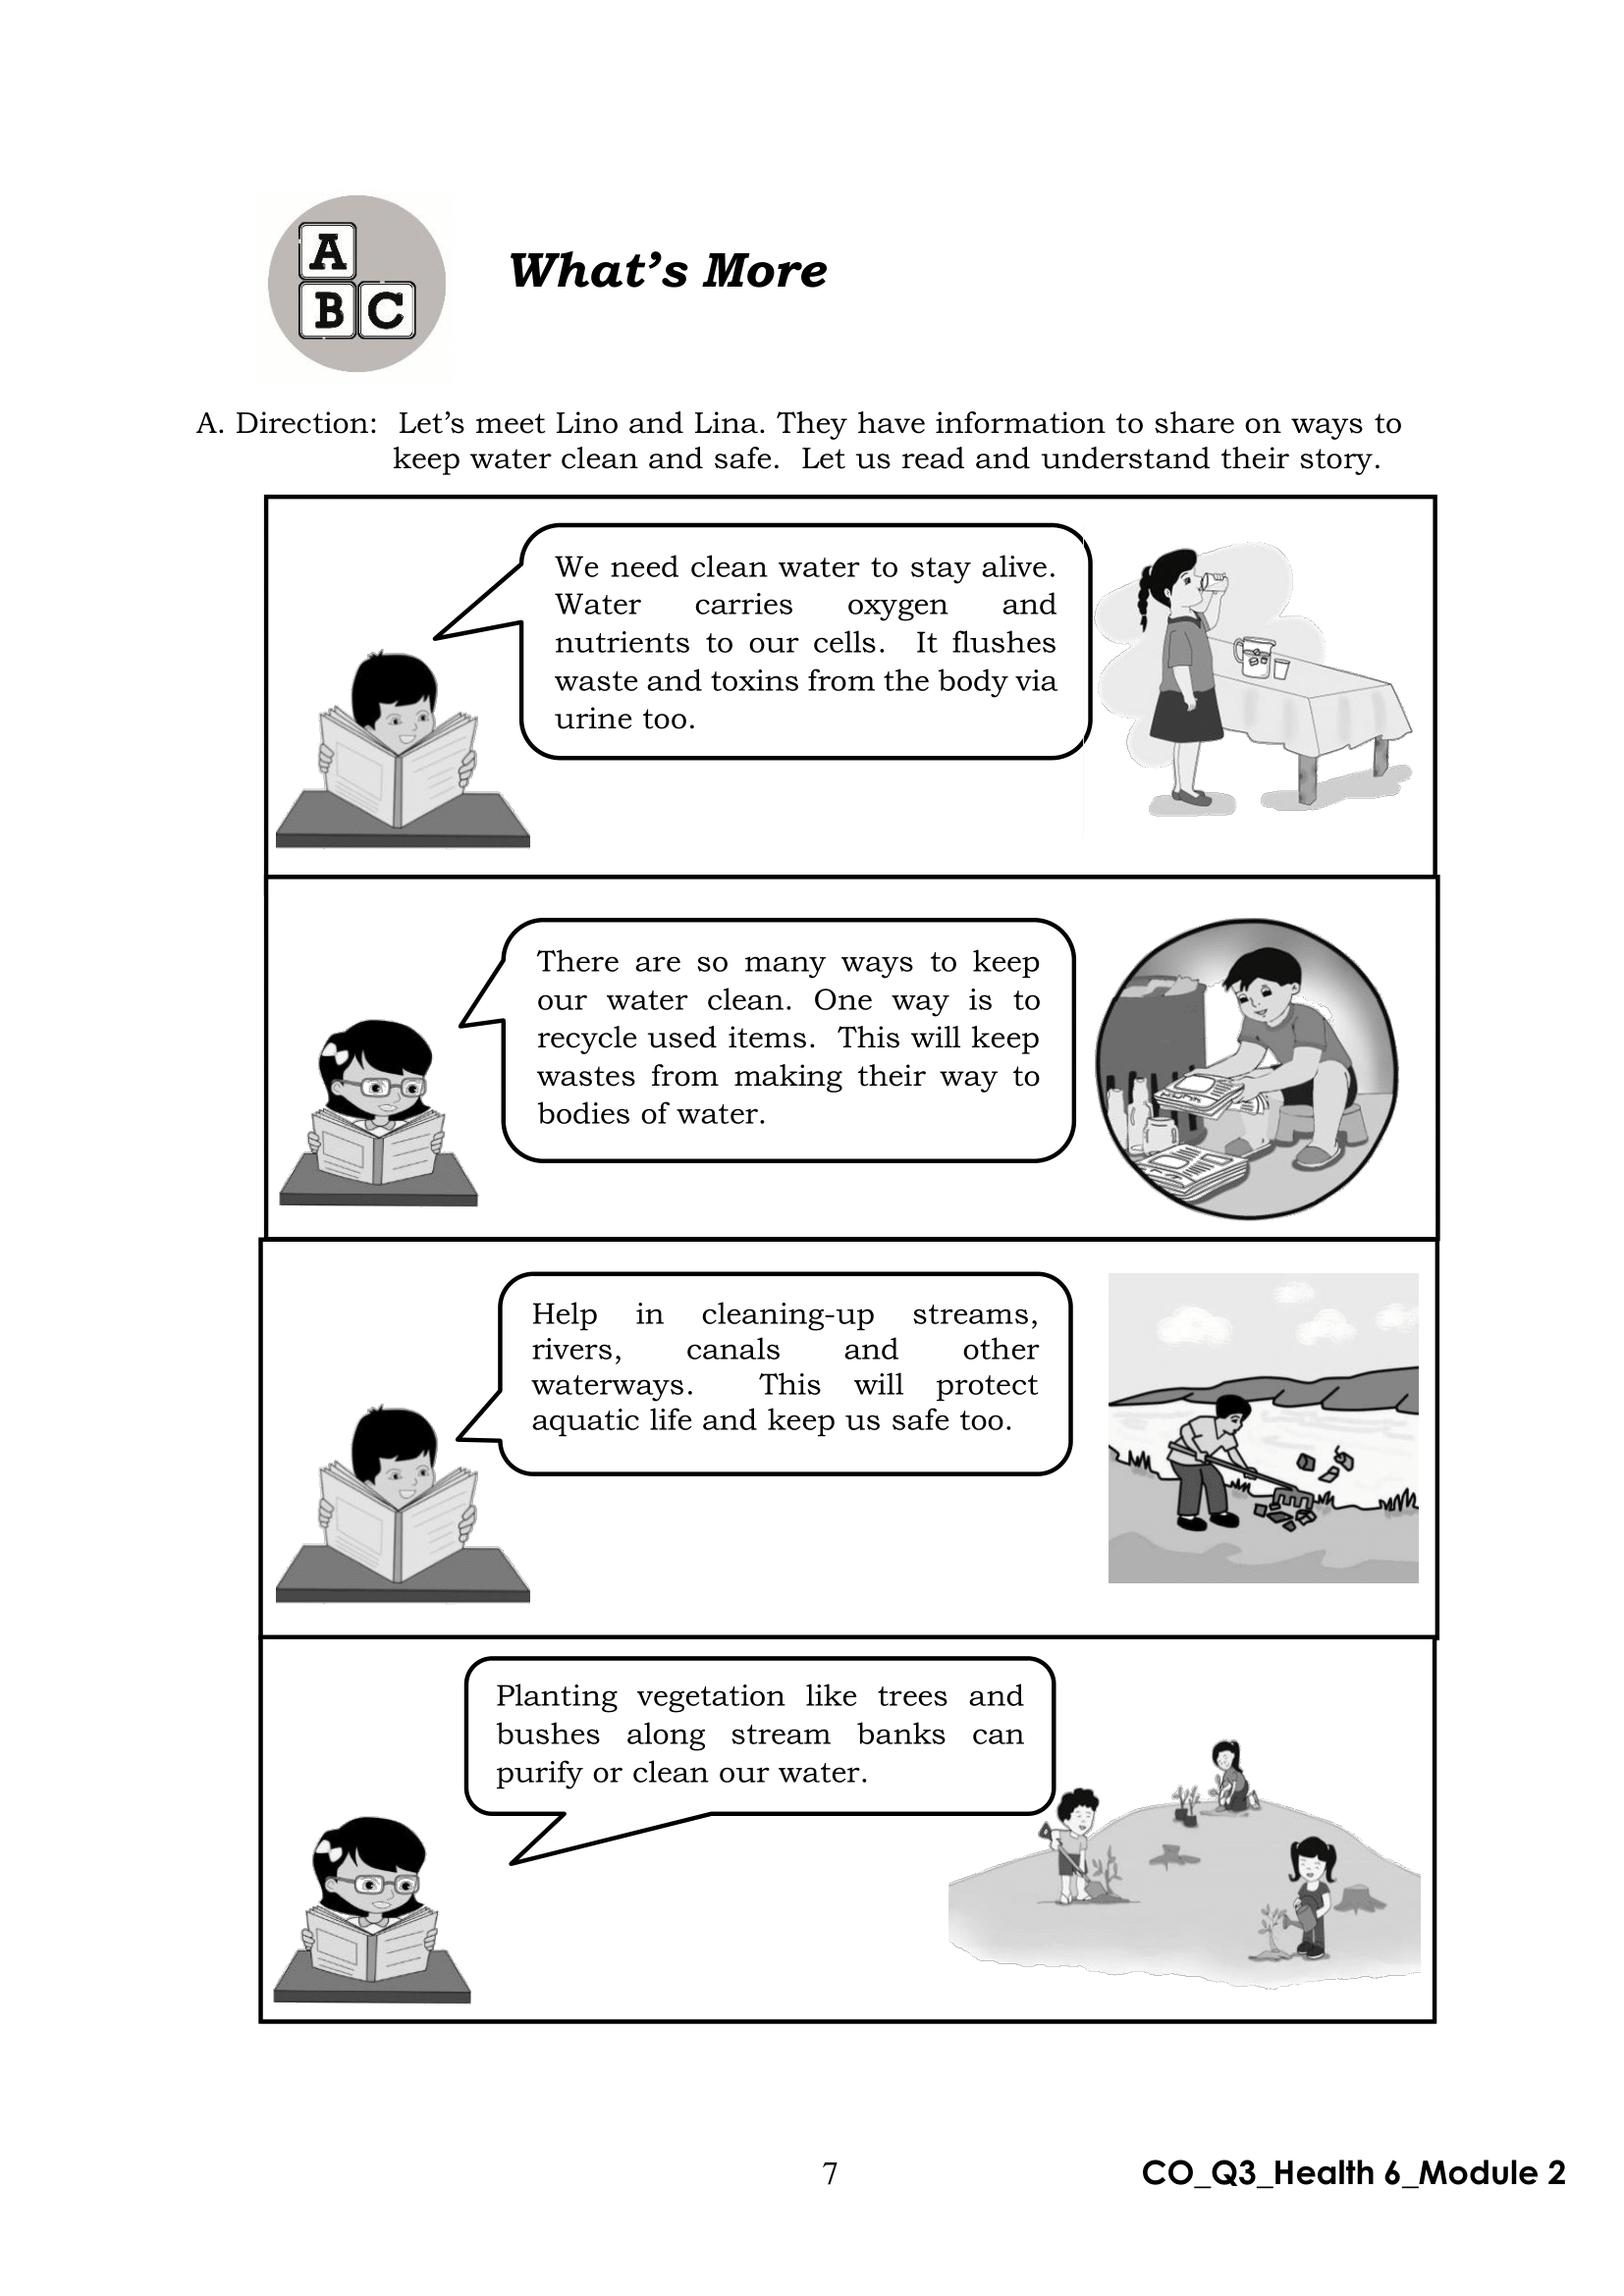 A
B C
What's More
A. Direction: Let's meet Lino and Lina. They have information to share on ways to
keep water clean and safe. Let us read and understand their story.
We need clean water to stay alive.
Water carries oxygen and
nutrients to our cells. It flushes
waste and toxins from the body via
urine too.
There are so many ways to keep
our water clean. One way is to
recycle used items. This will keep
wastes from making their way to
bodies of water.
Help in cleaning-up streams,
rivers, canals and other
waterways. This will protect
aquatic life and keep us safe too.
Planting vegetation like trees and
bushes along stream banks can
purify or clean our water.
7
CO_Q3_Health 6_Module 2